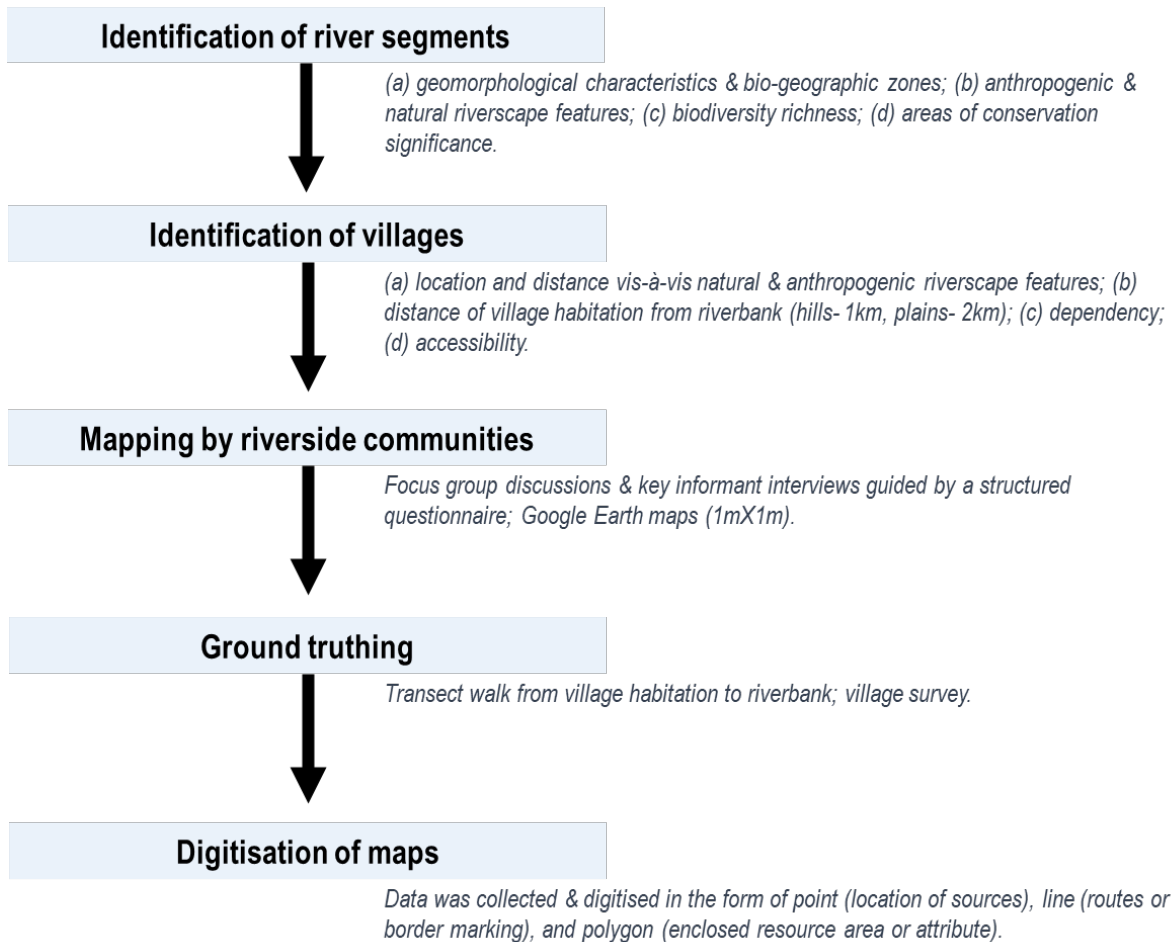 Identification of river segments
(a) geomorphological characteristics & bio-geographic zones; (b) anthropogenic &
natural riverscape features; (c) biodiversity richness; (d) areas of conservation
significance.
Identification of villages
(a) location and distance vis-à-vis natural & anthropogenic riverscape features; (b)
distance of village habitation from riverbank (hills- 1km, plains- 2km); (c) dependency;
(d) accessibility.
Mapping by riverside communities
Focus group discussions & key informant interviews guided by a structured
questionnaire; Google Earth maps (1mX1m).
Ground truthing
Transect walk from village habitation to riverbank; village survey.
Digitisation of maps
Data was collected & digitised in the form of point (location of sources), line (routes or
border marking), and polygon (enclosed resource area or attribute).